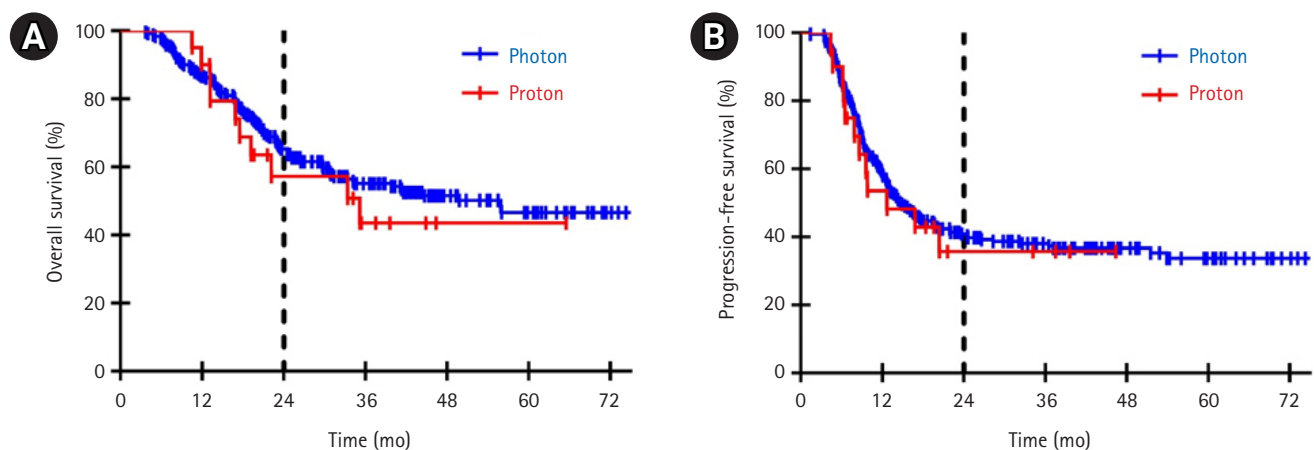 A
100
80
60
40
20
0
Overall survival (%)
Photon
Proton
0 12 24 36 48 60 72
Time (mo)
B
100
80
60
40
20
0
Progression-free survival (%)
Photon
Proton
0 12 24 36 48 60 72
Time (mo)